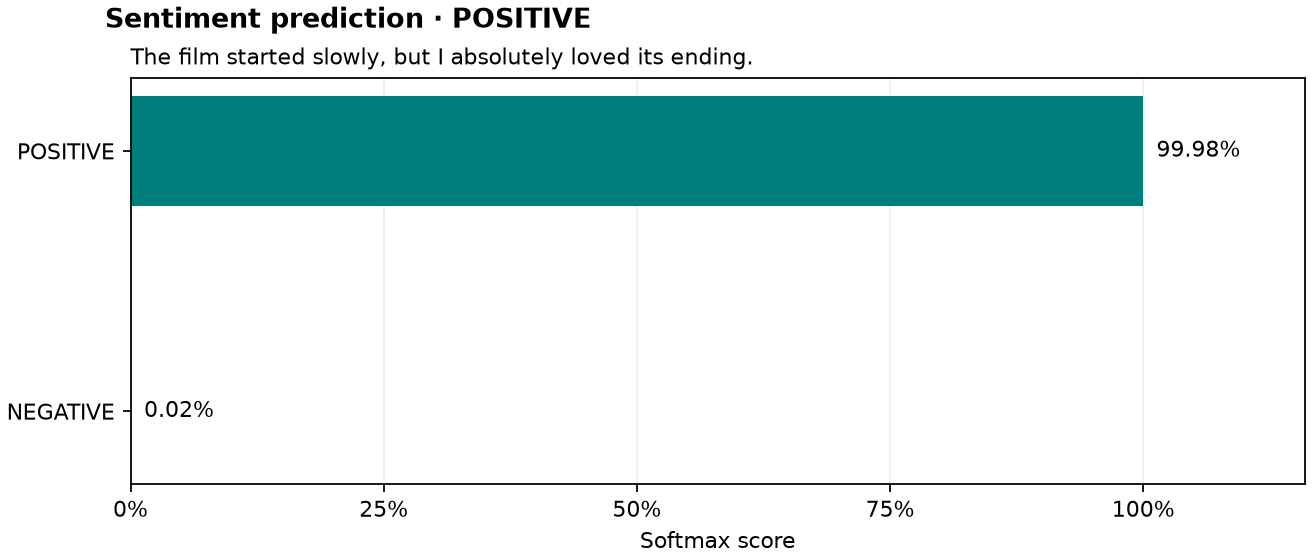 Sentiment prediction · POSITIVE
The film started slowly, but I absolutely loved its ending.
POSITIVE
99.98%
NEGATIVE
0.02%
0%
25%
50%
75%
100%
Softmax score